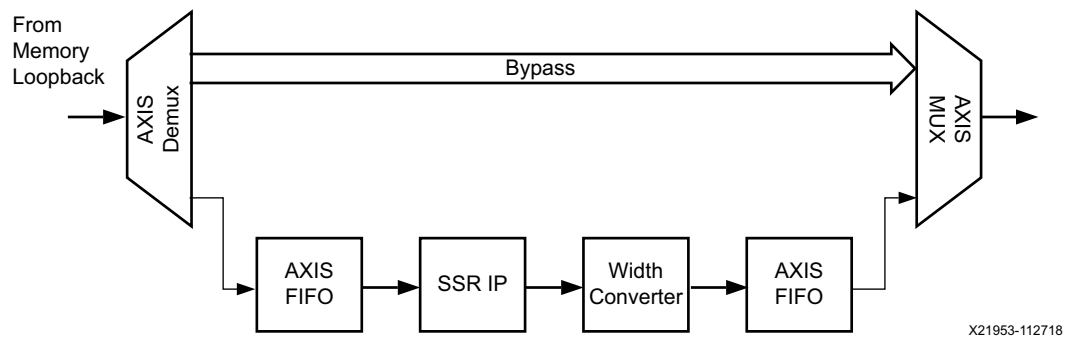 From
Memory
Loopback
AXIS
Demux
Bypass
AXIS
MUX
AXIS
FIFO
SSR IP
Width
Converter
AXIS
FIFO
X21953-112718